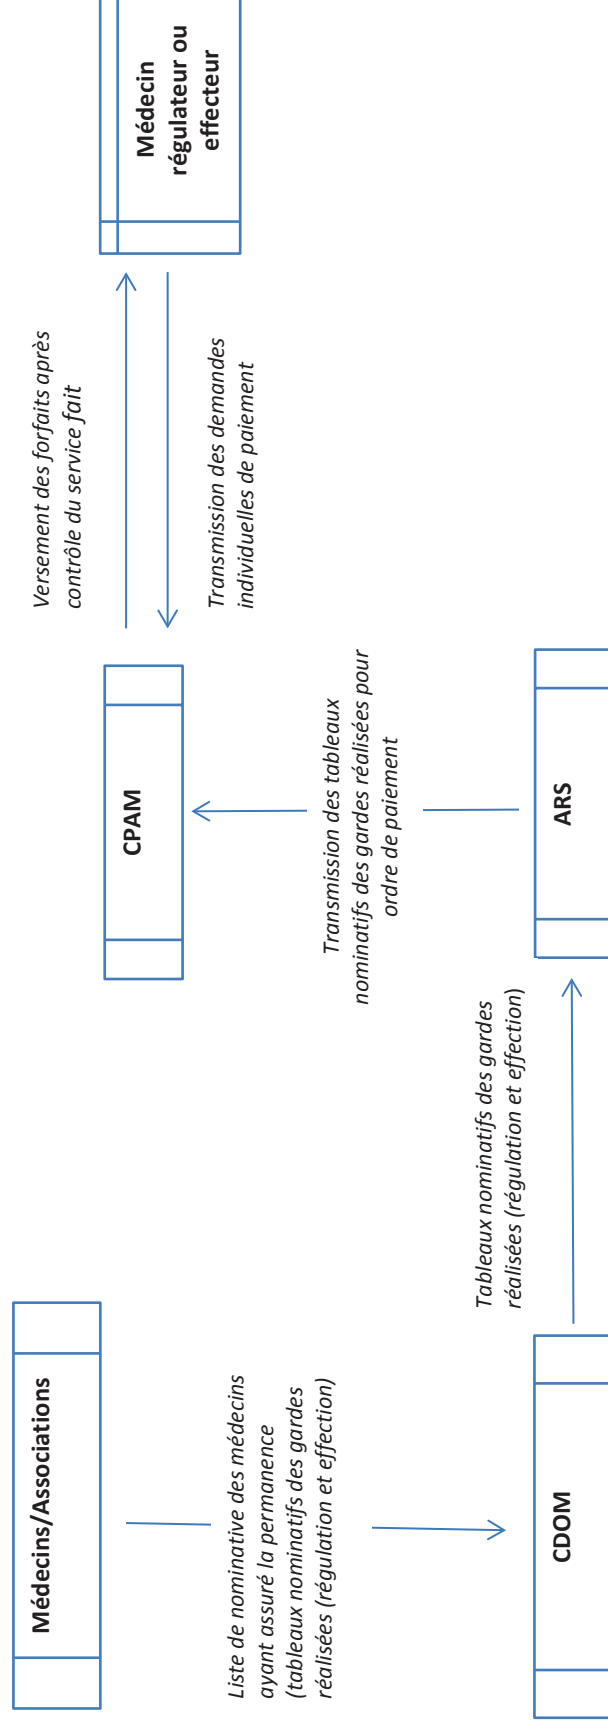 Médecins/Associations
Liste de nominative des médecins
ayant assuré la permanence
(tableaux nominatifs des gardes
réalisées (régulation et effection)
CDOM
Tableaux nominatifs des gardes
réalisées (régulation et effection)
ARS
Transmission des tableaux
nominatifs des gardes réalisées pour
ordre de paiement
CPAM
Versement des forfaits après
contrôle du service fait
Transmission des demandes
individuelles de paiement
Médecin
régulateur ou
effecteur